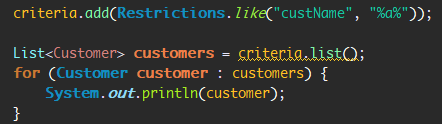 criteria.add(Restrictions.like("custName", "%a%"));
List<Customer> customers = criteria.list();
for (Customer customer : customers) {
System.out.println(customer);
}